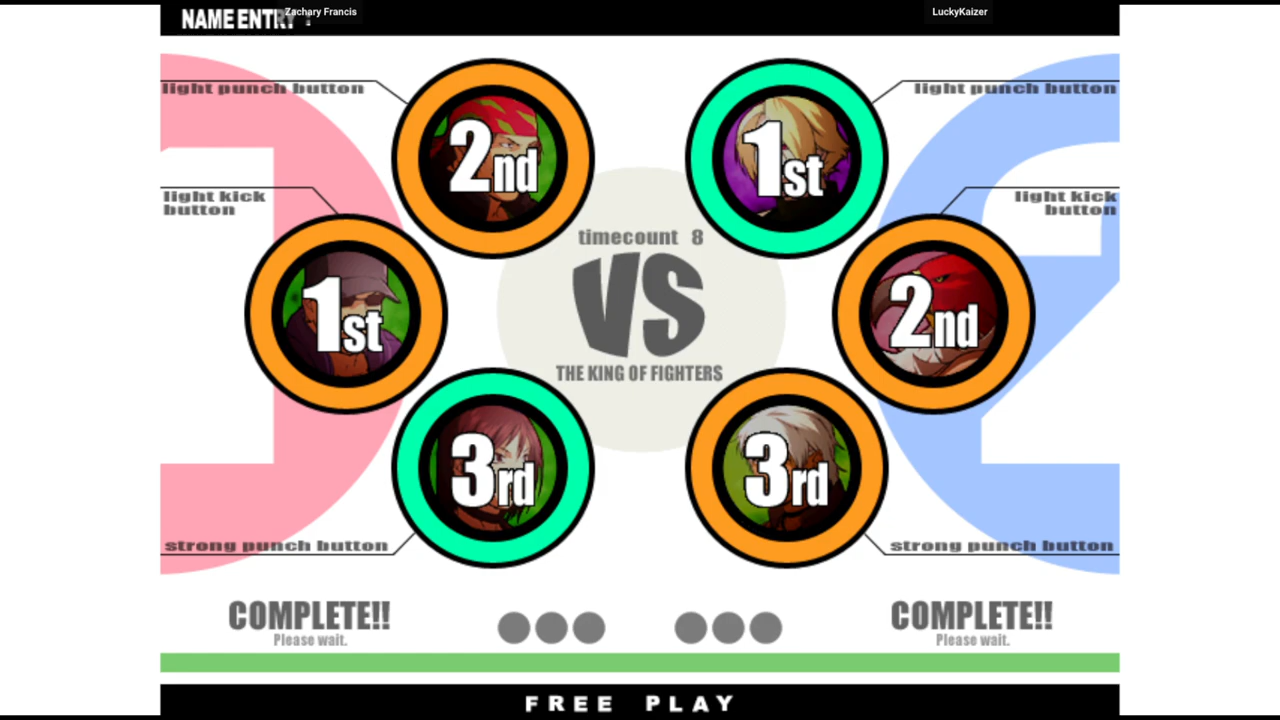 NAME ENTRY
Zachary Francis
LuckyKaizer
light punch button
light punch button
2nd
1st
light kick
button
light kick
button
timecount 8
1st
VS
2nd
THE KING OF FIGHTERS
3rd
3rd
strong punch button
strong punch button
COMPLETE!!
Please wait.
COMPLETE!!
Please wait.
FREE PLAY
1
2